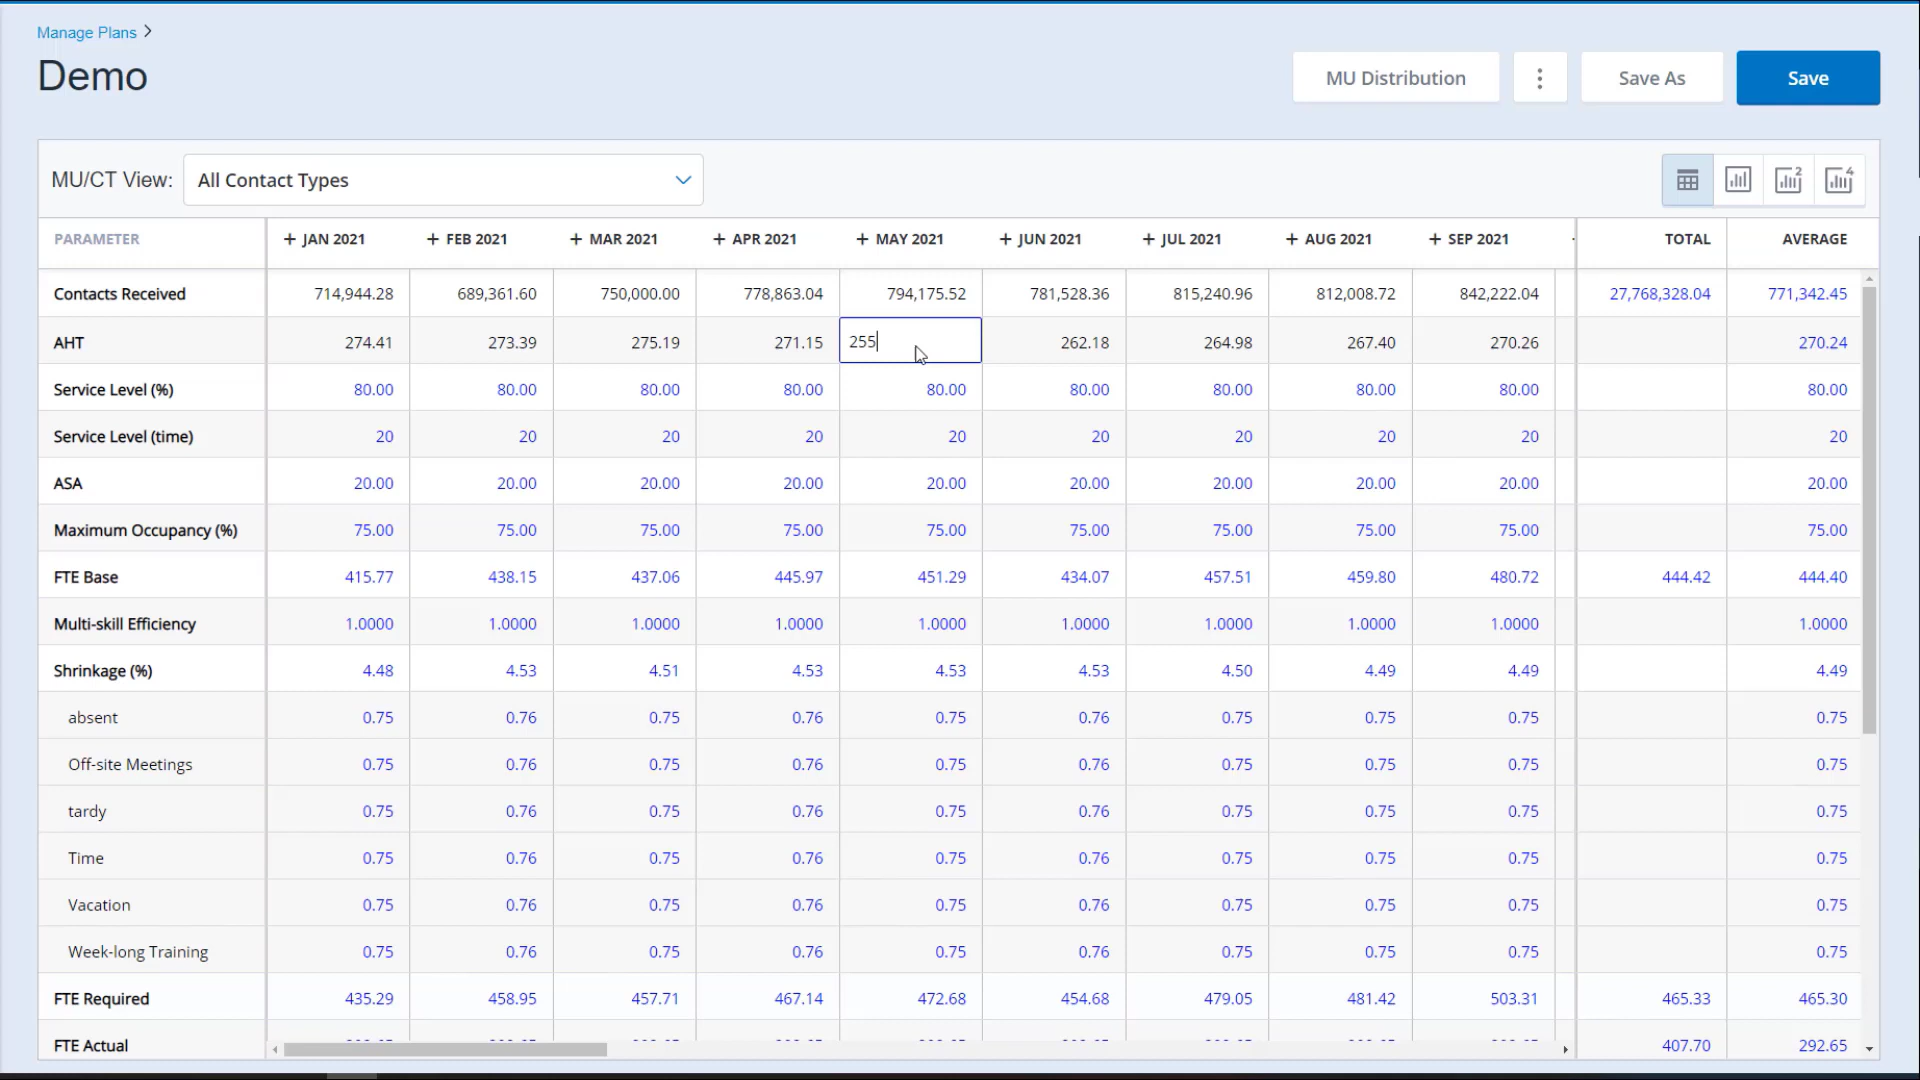 Manage Plans
Demo
MU Distribution Save As Save
MU/CT View: All Contact Types 2 4
PARAMETER + JAN 2021 + FEB 2021 + MAR 2021 + APR 2021 + MAY 2021 + JUN 2021 + JUL 2021 + AUG 2021 + SEP 2021 TOTAL AVERAGE
Contacts Received 714,944.28 689,361.60 750,000.00 778,863.04 794,175.52 781,528.36 815,240.96 812,008.72 842,222.04 27,768,328.04 771,342.45
AHT 274.41 273.39 275.19 271.15 255 262.18 264.98 267.40 270.26 270.24
Service Level (%) 80.00 80.00 80.00 80.00 80.00 80.00 80.00 80.00 80.00 80.00
Service Level (time) 20 20 20 20 20 20 20 20 20 20
ASA 20.00 20.00 20.00 20.00 20.00 20.00 20.00 20.00 20.00 20.00
Maximum Occupancy (%) 75.00 75.00 75.00 75.00 75.00 75.00 75.00 75.00 75.00 75.00
FTE Base 415.77 438.15 437.06 445.97 451.29 434.07 457.51 459.80 480.72 444.42 444.40
Multi-skill Efficiency 1.0000 1.0000 1.0000 1.0000 1.0000 1.0000 1.0000 1.0000 1.0000 1.0000
Shrinkage (%) 4.48 4.53 4.51 4.53 4.53 4.53 4.50 4.49 4.49 4.49
absent 0.75 0.76 0.75 0.76 0.75 0.76 0.75 0.75 0.75 0.75
Off-site Meetings 0.75 0.76 0.75 0.76 0.75 0.76 0.75 0.75 0.75 0.75
tardy 0.75 0.76 0.75 0.76 0.75 0.76 0.75 0.75 0.75 0.75
Time 0.75 0.76 0.75 0.76 0.75 0.76 0.75 0.75 0.75 0.75
Vacation 0.75 0.76 0.75 0.76 0.75 0.76 0.75 0.75 0.75 0.75
Week-long Training 0.75 0.76 0.75 0.76 0.75 0.76 0.75 0.75 0.75 0.75
FTE Required 435.29 458.95 457.71 467.14 472.68 454.68 479.05 481.42 503.31 465.33 465.30
FTE Actual 407.70 292.65